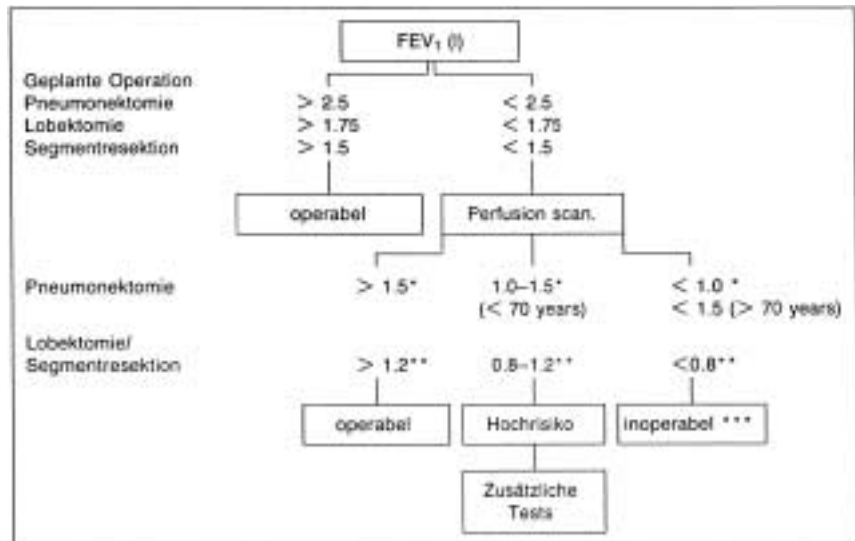 FEV₁ (l)
Geplante Operation
Pneumonektomie > 2.5 < 2.5
Lobektomie > 1.75 < 1.75
Segmentresektion > 1.5 < 1.5
operabel Perfusion scan.
Pneumonektomie > 1.5* 1.0–1.5* < 1.0 *
(< 70 years) < 1.5 (> 70 years)
Lobektomie/
Segmentresektion > 1.2** 0.8–1.2** <0.8**
operabel Hochrisiko inoperabel ***
Zusätzliche
Tests